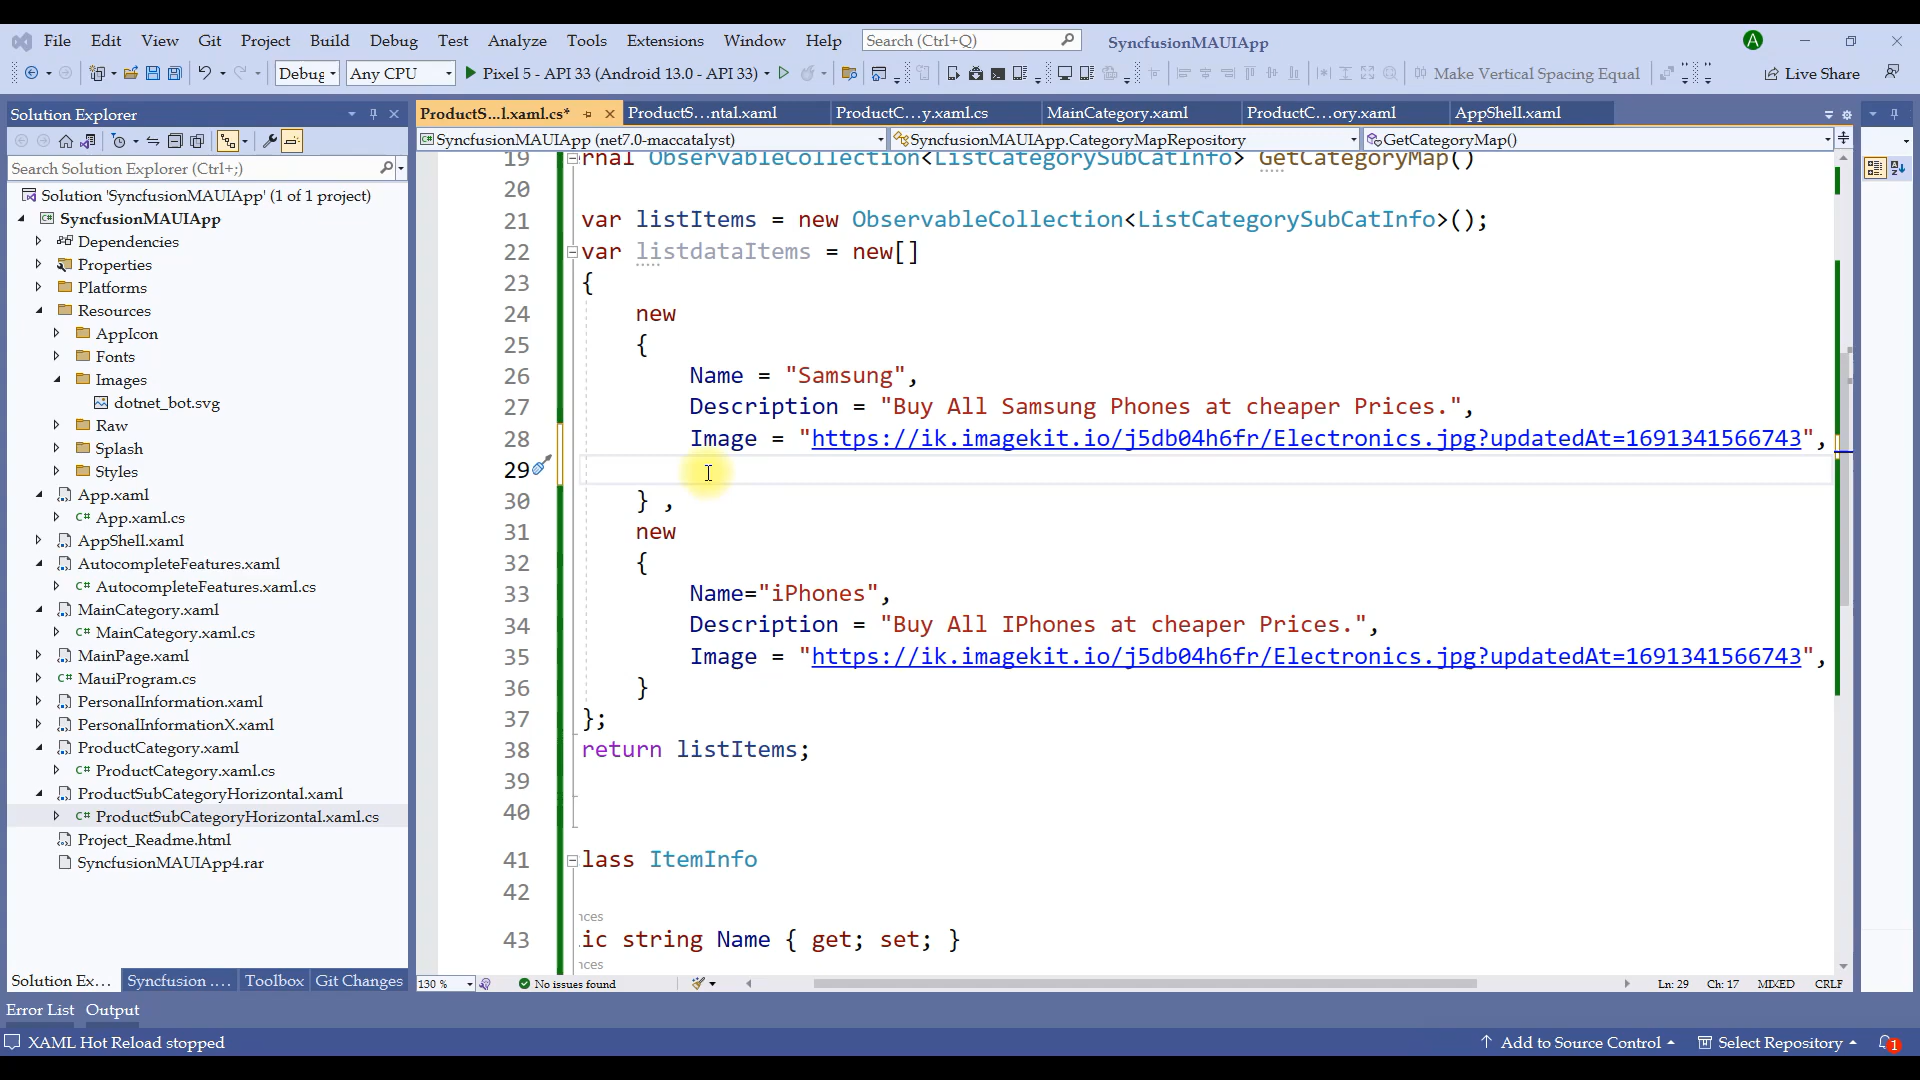 File Edit View Git Project Build Debug Test Analyze Tools Extensions Window Help Search (Ctrl+Q) SyncfusionMAUIApp A
Debug Any CPU Pixel 5 - API 33 (Android 13.0 - API 33) Make Vertical Spacing Equal Live Share
Solution Explorer
Search Solution Explorer (Ctrl+;)
Solution 'SyncfusionMAUIApp' (1 of 1 project)
SyncfusionMAUIApp
Dependencies
Properties
Platforms
Resources
AppIcon
Fonts
Images
dotnet_bot.svg
Raw
Splash
Styles
App.xaml
App.xaml.cs
AppShell.xaml
AutocompleteFeatures.xaml
AutocompleteFeatures.xaml.cs
MainCategory.xaml
MainCategory.xaml.cs
MainPage.xaml
MauiProgram.cs
PersonalInformation.xaml
PersonalInformationX.xaml
ProductCategory.xaml
ProductCategory.xaml.cs
ProductSubCategoryHorizontal.xaml
ProductSubCategoryHorizontal.xaml.cs
Project_Readme.html
SyncfusionMAUIApp4.rar
Solution Ex... Syncfusion .... Toolbox Git Changes
ProductS...l.xaml.cs* ProductS....ntal.xaml ProductC....y.xaml.cs MainCategory.xaml ProductC....ory.xaml AppShell.xaml
SyncfusionMAUIApp (net7.0-maccatalyst) SyncfusionMAUIApp.CategoryMapRepository GetCategoryMap()
19 rnal ObservableCollection<ListCategorySubCatInfo> GetCategoryMap()
20
21 var listItems = new ObservableCollection<ListCategorySubCatInfo>();
22 var listdataItems = new[]
23 {
24 new
25 {
26 Name = "Samsung",
27 Description = "Buy All Samsung Phones at cheaper Prices.",
28 Image = "https://ik.imagekit.io/j5db04h6fr/Electronics.jpg?updatedAt=1691341566743",
29
30 } ,
31 new
32 {
33 Name="iPhones",
34 Description = "Buy All IPhones at cheaper Prices.",
35 Image = "https://ik.imagekit.io/j5db04h6fr/Electronics.jpg?updatedAt=1691341566743",
36 }
37 };
38 return listItems;
39
40
41 lass ItemInfo
42
nces
43 ic string Name { get; set; }
nces
130 % No issues found Ln: 29 Ch: 17 MIXED CRLF
Error List Output
XAML Hot Reload stopped Add to Source Control Select Repository 1